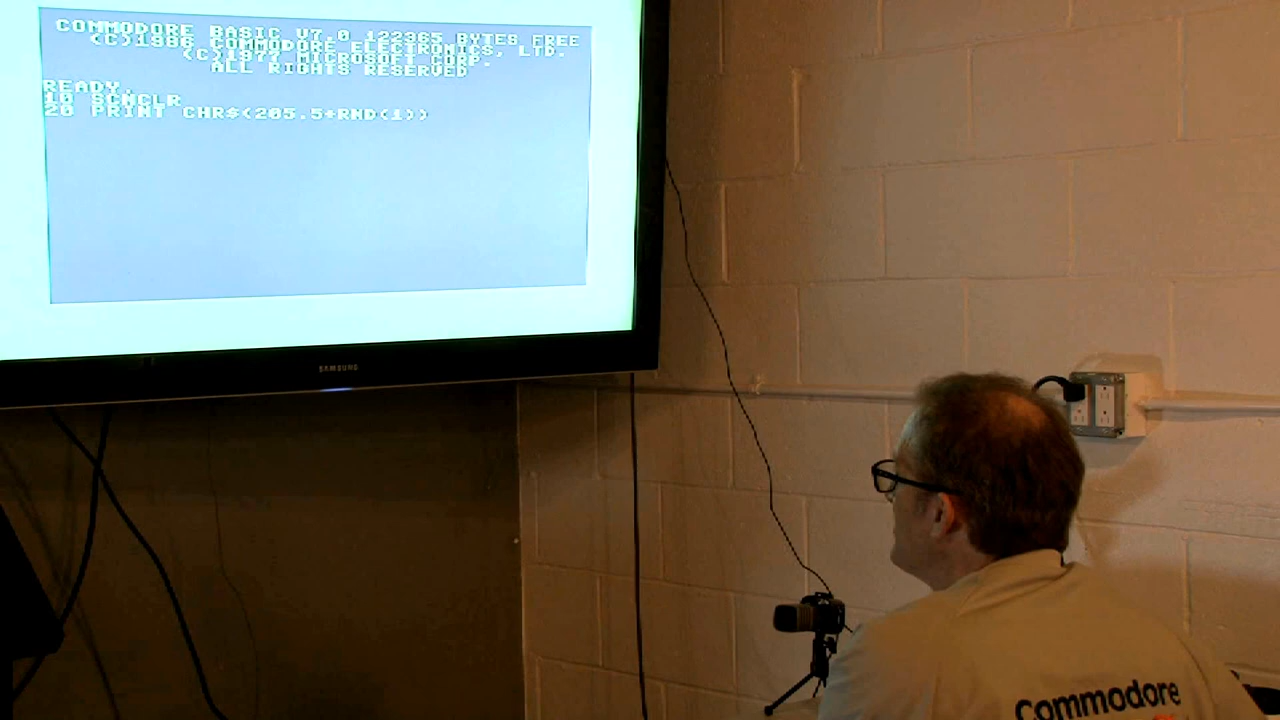 COMMODORE BASIC V7.0 122365 BYTES FREE
(C)1986 COMMODORE ELECTRONICS, LTD.
(C)1977 MICROSOFT CORP.
ALL RIGHTS RESERVED
READY.
10 SCNCLR
20 PRINT CHR$(205.5+RND(1))
SAMSUNG
Commodore